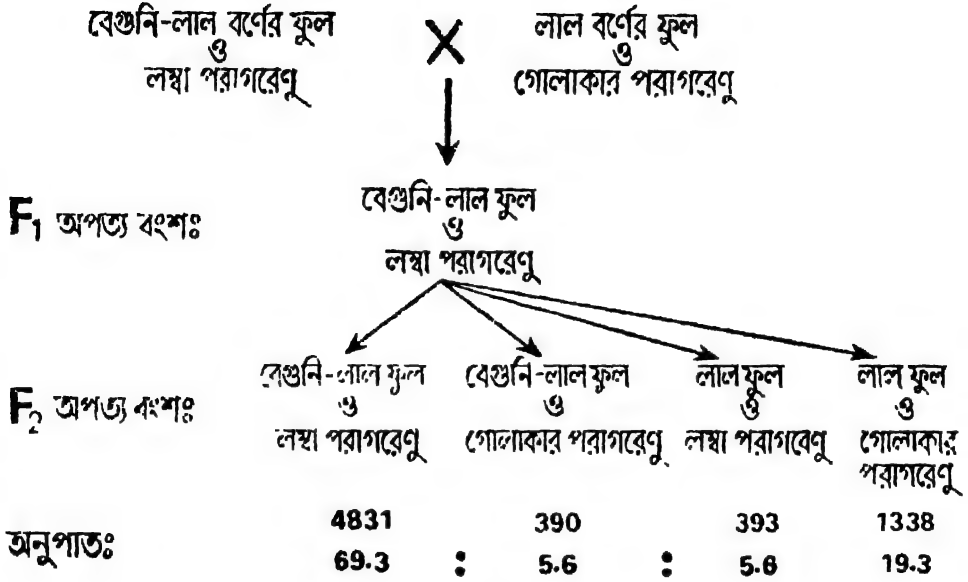 বেগুনি-লাল বর্ণের ফুল লাল বর্ণের ফুল
ও X ও
লম্বা পরাগরেণু গোলাকার পরাগরেণু
বেগুনি-লাল ফুল
F₁ অপত্য বংশঃ ও
লম্বা পরাগরেণু
বেগুনি-লাল ফুল বেগুনি-লাল ফুল লাল ফুল লাল ফুল
F₂ অপত্য বংশঃ ও ও ও ও
লম্বা পরাগরেণু গোলাকার পরাগরেণু লম্বা পরাগরেণু গোলাকার
পরাগরেণু
4831 390 393 1338
অনুপাতঃ 69.3 : 5.6 : 5.6 19.3